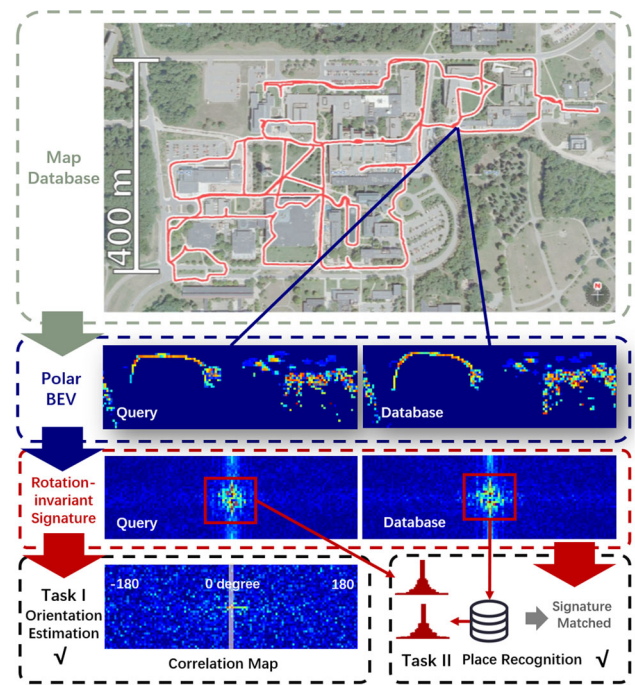 400 m
Map
Database
N
Polar
BEV
Query
Database
Rotation-
invariant
Signature
Query
Database
Task I
Orientation
Estimation
√
-180
0 degree
180
Correlation Map
Signature
Matched
Task II
Place Recognition
√